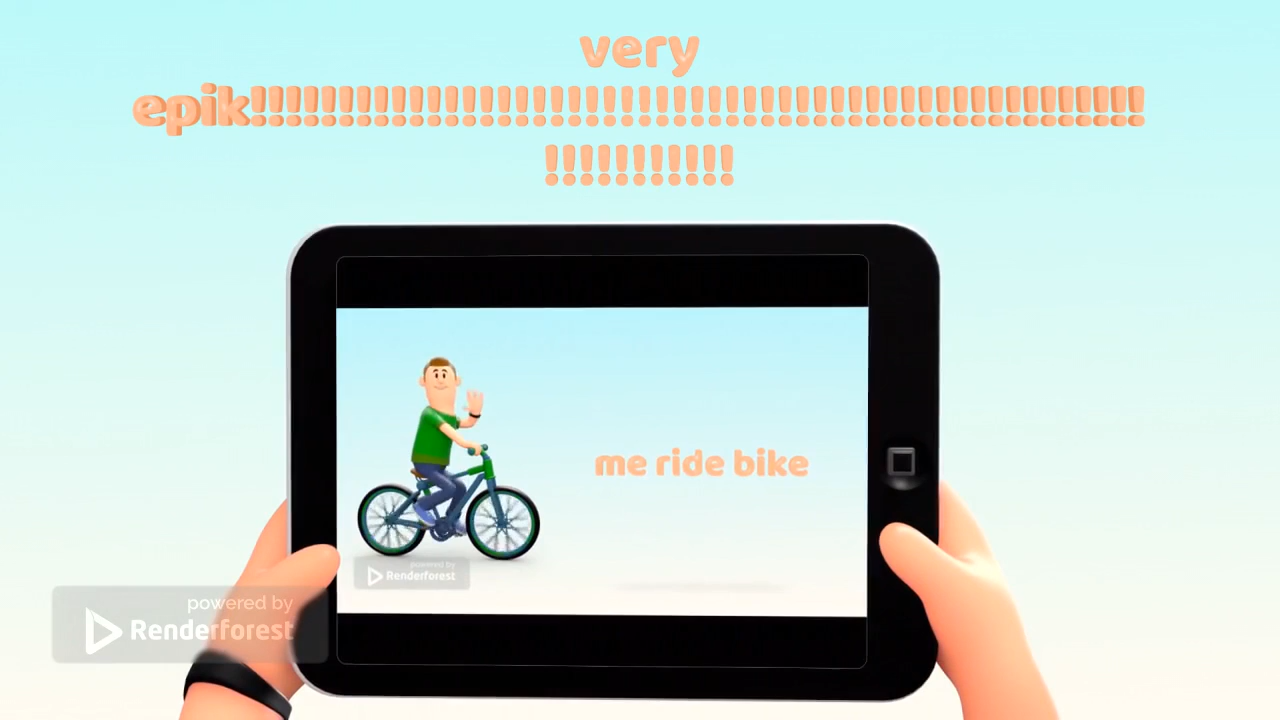 very
epik!!!!!!!!!!!!!!!!!!!!!!!!!!!!!!!!!!!!!!!!!!!!!!!!!!!
!!!!!!!!!!!
me ride bike
powered by
Renderforest
powered by
Renderforest